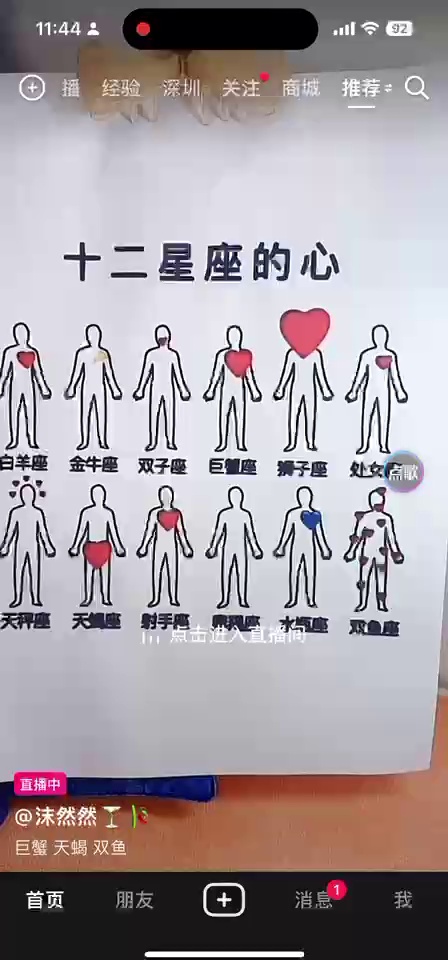 11:44
92
播 经验 深圳 关注 商城 推荐
十二星座的心
白羊座 金牛座 双子座 巨蟹座 狮子座 处女
点歌
天秤座 天蝎座 射手座 摩羯座 水瓶座 双鱼座
点击进入直播间
直播中
@沫然然
巨蟹 天蝎 双鱼
首页 朋友 消息 1 我